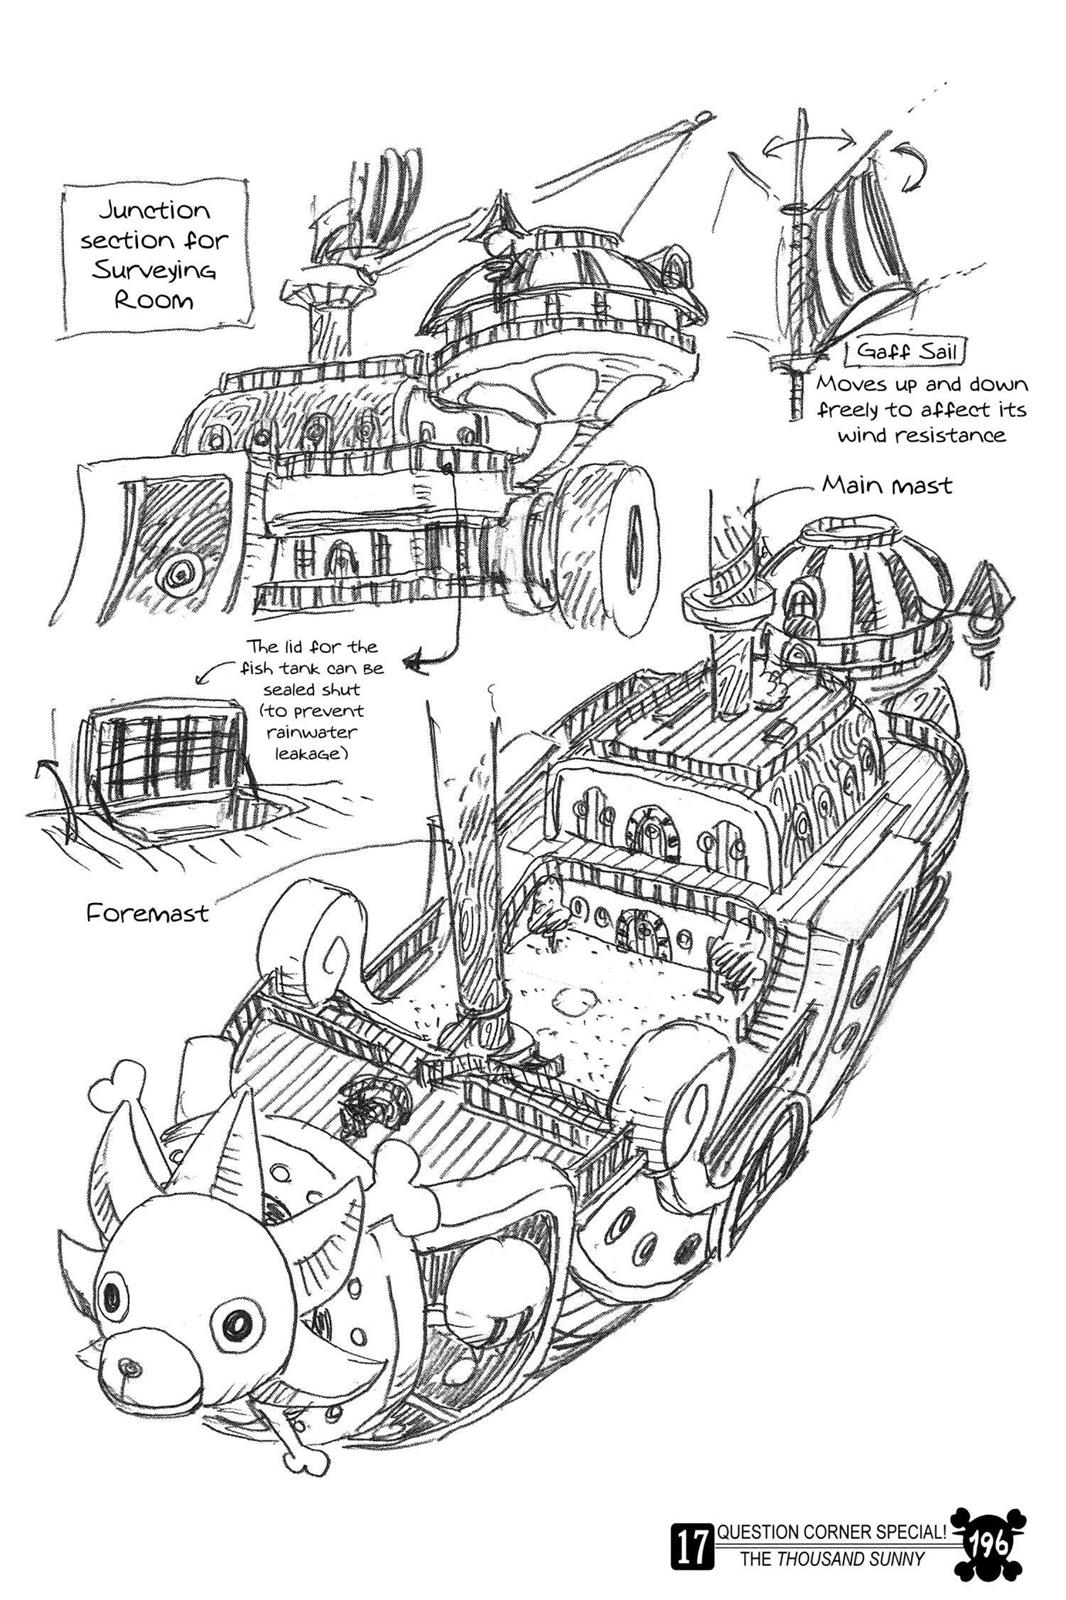 Junction
section for
Surveying
Room
Gaff Sail
Moves up and down
freely to affect its
wind resistance
Main mast
The lid for the
fish tank can be
sealed shut
(to prevent
rainwater
leakage)
Foremast
17 QUESTION CORNER SPECIAL!
THE THOUSAND SUNNY
196